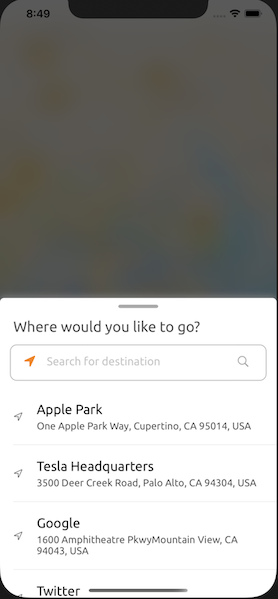 8:49
Where would you like to go?
Search for destination
Apple Park
One Apple Park Way, Cupertino, CA 95014, USA
Tesla Headquarters
3500 Deer Creek Road, Palo Alto, CA 94304, USA
Google
1600 Amphitheatre PkwyMountain View, CA
94043, USA
Twitter